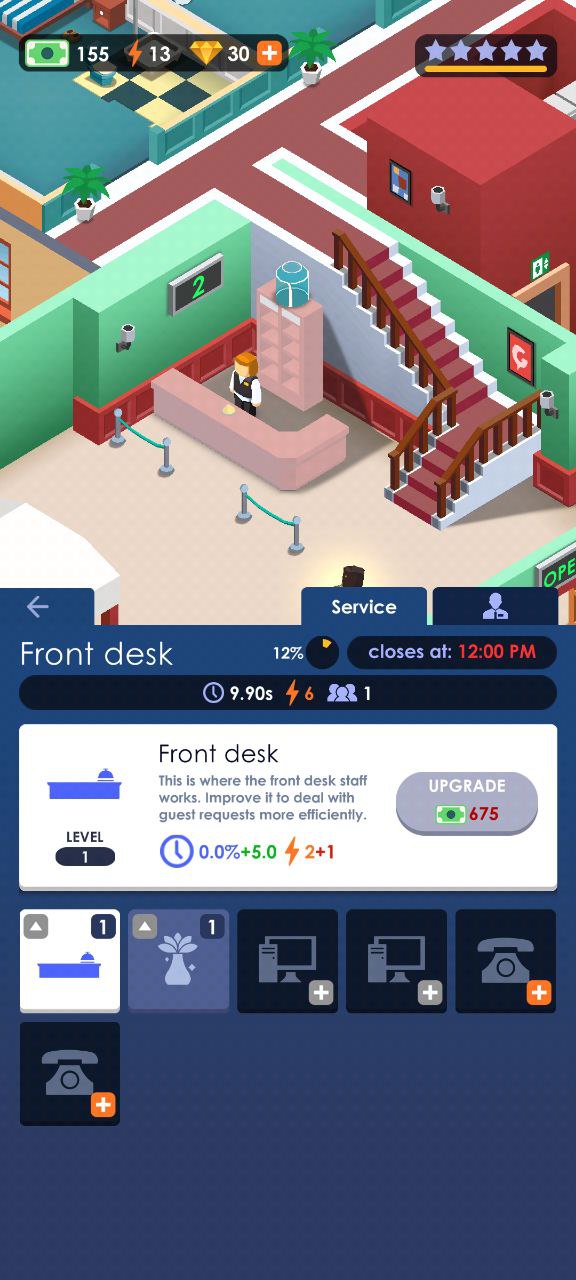 155 13 30
2
OPE
Service
Front desk 12% closes at: 12:00 PM
9.90s 6 1
Front desk
This is where the front desk staff
works. Improve it to deal with
guest requests more efficiently.
UPGRADE
675
LEVEL
1
0.0%+5.0 2+1
1 1